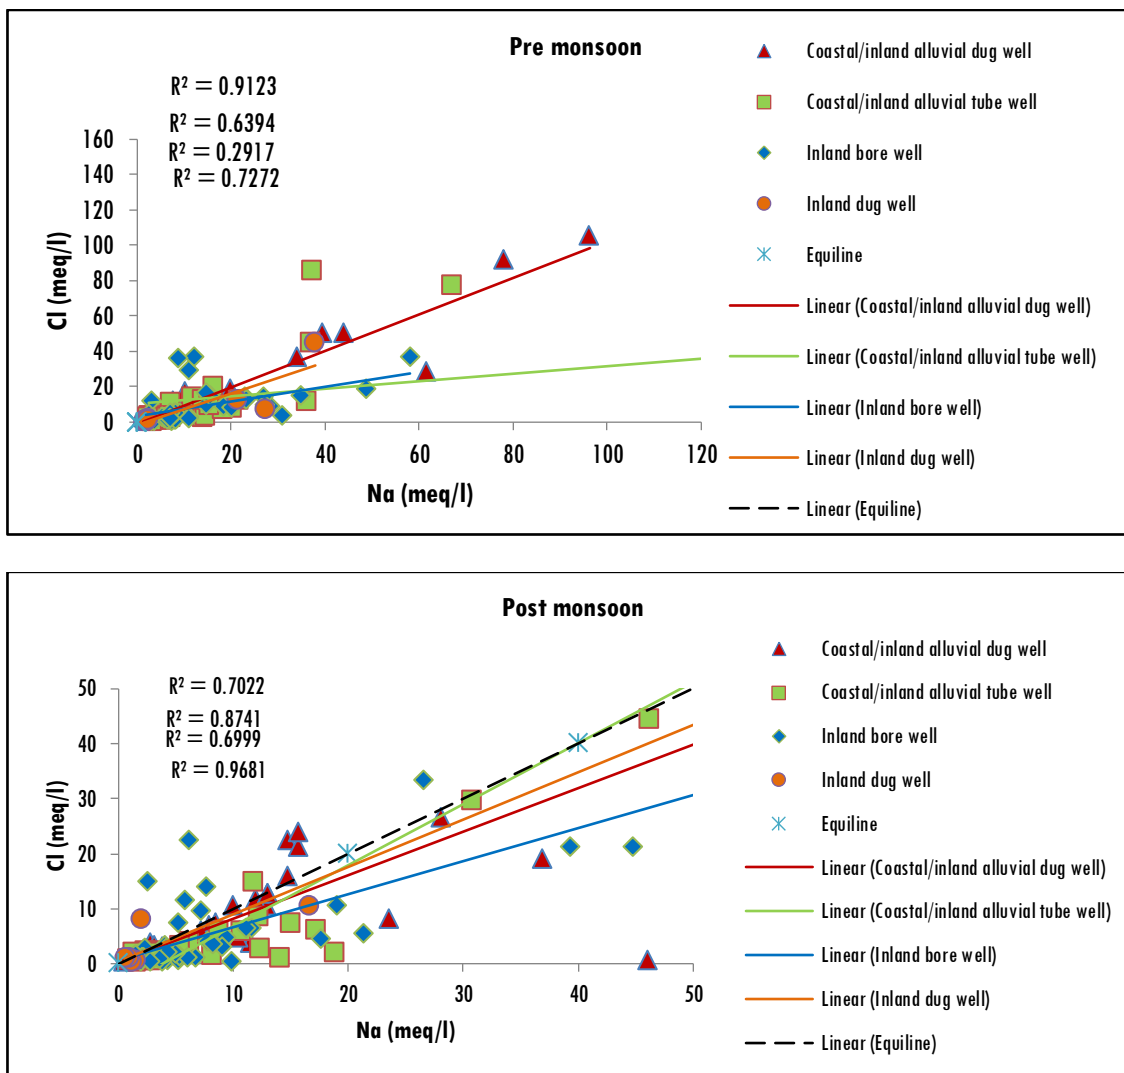 Pre monsoon
R² = 0.9123
R² = 0.6394
R² = 0.2917
R² = 0.7272
160
140
120
100
80
60
40
20
0
Cl (meq/l)
0 20 40 60 80 100 120
Na (meq/l)
Coastal/inland alluvial dug well
Coastal/inland alluvial tube well
Inland bore well
Inland dug well
Equiline
Linear (Coastal/inland alluvial dug well)
Linear (Coastal/inland alluvial tube well)
Linear (Inland bore well)
Linear (Inland dug well)
Linear (Equiline)
Post monsoon
R² = 0.7022
R² = 0.8741
R² = 0.6999
R² = 0.9681
50
40
30
20
10
0
Cl (meq/l)
0 10 20 30 40 50
Na (meq/l)
Coastal/inland alluvial dug well
Coastal/inland alluvial tube well
Inland bore well
Inland dug well
Equiline
Linear (Coastal/inland alluvial dug well)
Linear (Coastal/inland alluvial tube well)
Linear (Inland bore well)
Linear (Inland dug well)
Linear (Equiline)